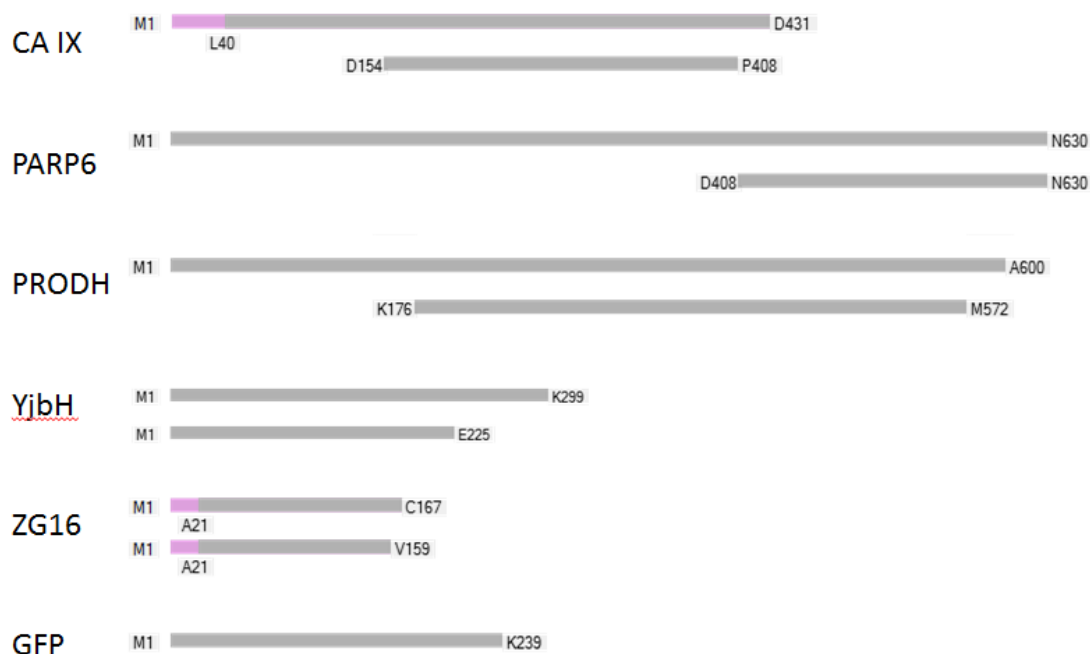 M1 D431
CA IX
L40
D154 P408
M1 N630
PARP6
D408 N630
M1 A600
PRODH
K176 M572
M1 K299
YjbH
M1 E225
M1 C167
ZG16
A21
M1 V159
A21
M1 K239
GFP